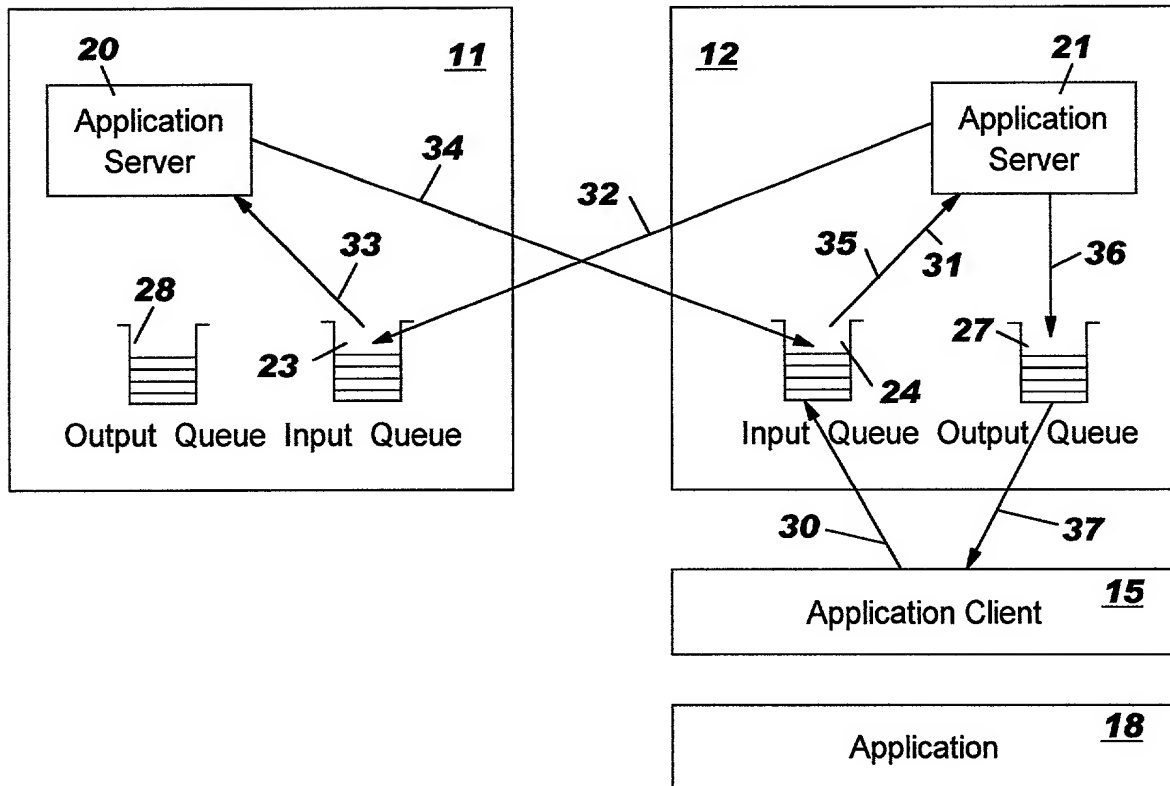 20
11
12
21
Application
Server
Application
Server
34
32
33
35
31
36
28
23
24
27
Output Queue
Input Queue
Input Queue
Output Queue
30
37
15
Application Client
18
Application